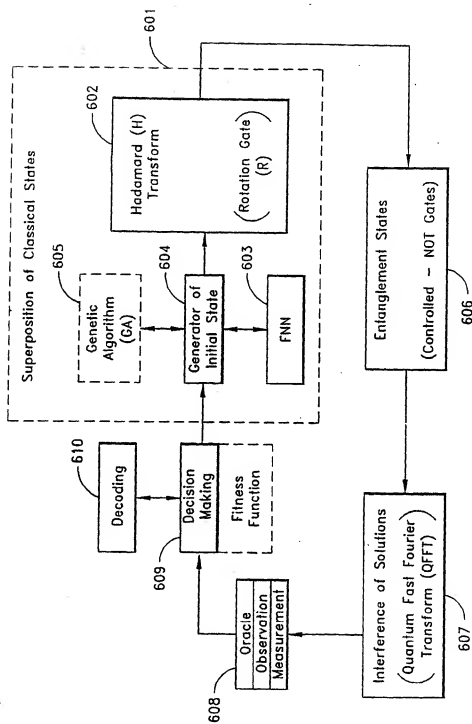 601
Superposition of Classical States
605
Genetic
Algorithm
(GA)
604
Generator of
Initial State
603
FNN
602
Hadamard (H)
Transform
(Rotation Gate)
(R)
610
Decoding
609
Decision
Making
Fitness
Function
608
Oracle
Observation
Measurement
Interference of Solutions
(Quantum Fast Fourier
Transform (QFFT))
607
Entanglement States
(Controlled – NOT Gates)
606